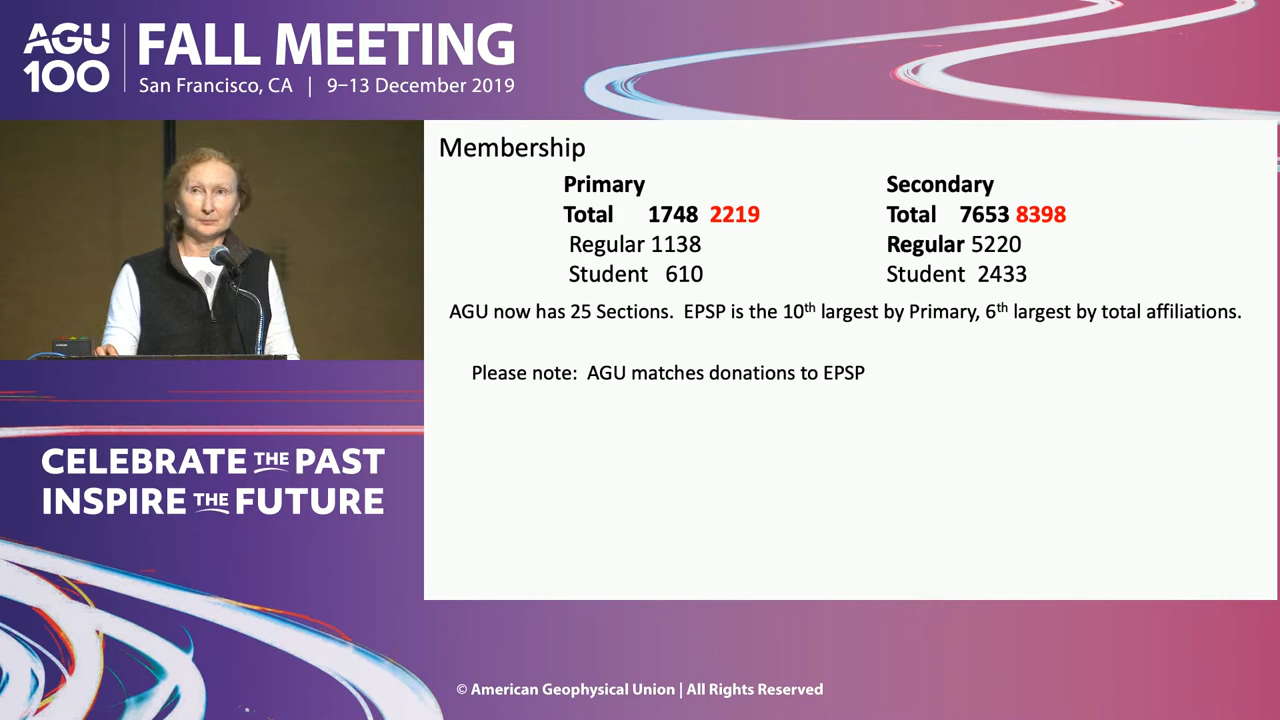 AGU 100
FALL MEETING
San Francisco, CA | 9–13 December 2019
Membership
Primary
Total 1748 2219
Regular 1138
Student 610
Secondary
Total 7653 8398
Regular 5220
Student 2433
AGU now has 25 Sections. EPSP is the 10th largest by Primary, 6th largest by total affiliations.
Please note: AGU matches donations to EPSP
CELEBRATE THE PAST
INSPIRE THE FUTURE
© American Geophysical Union | All Rights Reserved